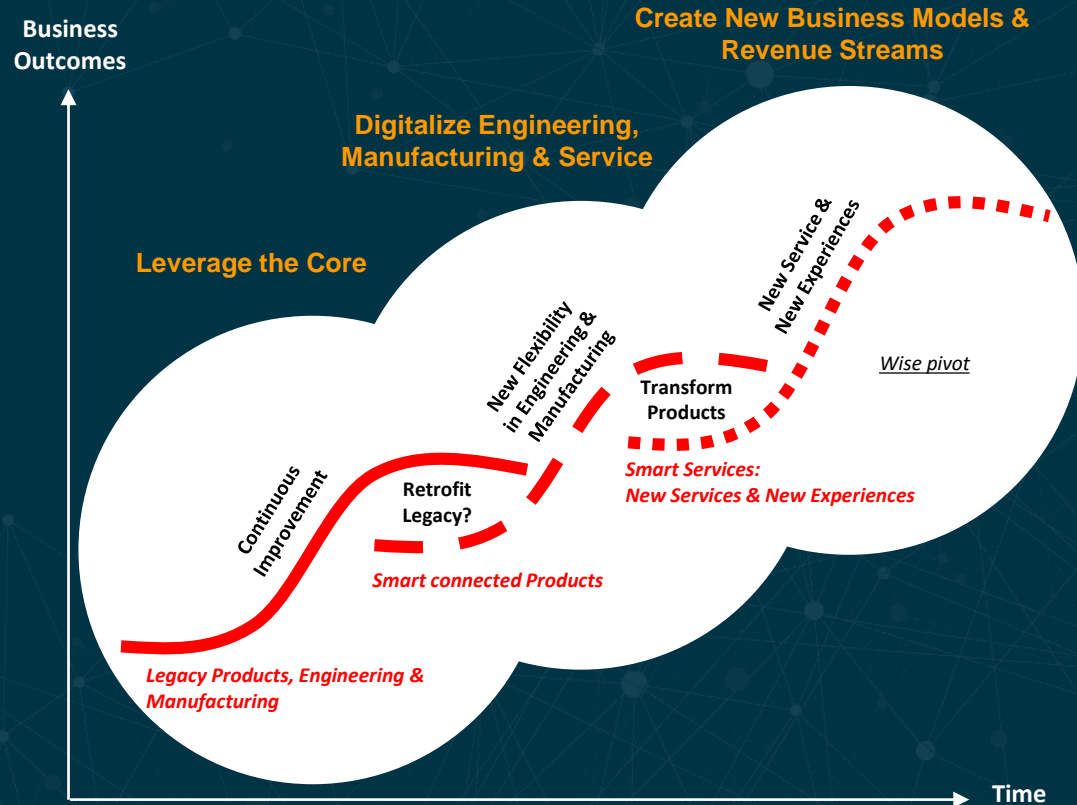 Business
Outcomes
Create New Business Models &
Revenue Streams
Digitalize Engineering,
Manufacturing & Service
Leverage the Core
Continuous
Improvement
Retrofit
Legacy?
New Flexibility
in Engineering &
Manufacturing
Transform
Products
New Service &
New Experiences
Wise pivot
Smart Services:
New Services & New Experiences
Smart connected Products
Legacy Products, Engineering &
Manufacturing
Time